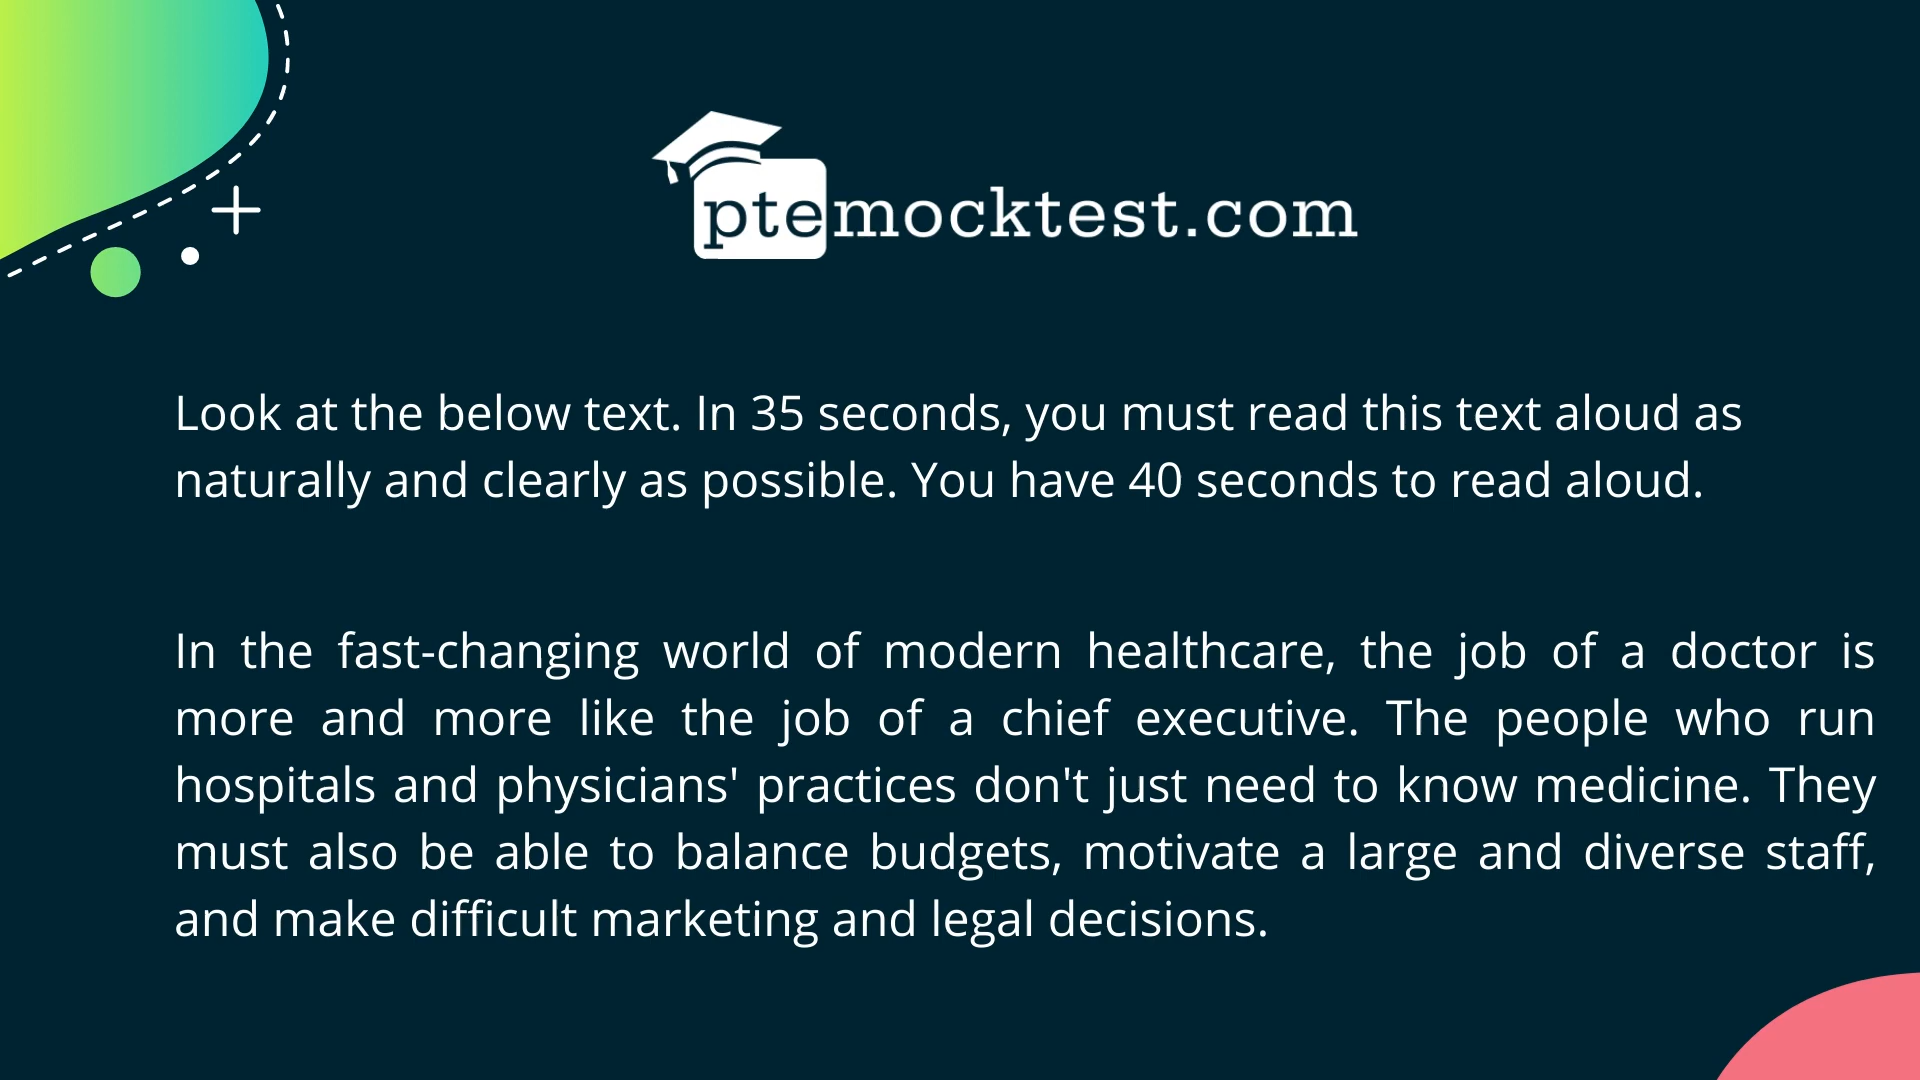 ptemocktest.com
Look at the below text. In 35 seconds, you must read this text aloud as
naturally and clearly as possible. You have 40 seconds to read aloud.
In the fast-changing world of modern healthcare, the job of a doctor is
more and more like the job of a chief executive. The people who run
hospitals and physicians' practices don't just need to know medicine. They
must also be able to balance budgets, motivate a large and diverse staff,
and make difficult marketing and legal decisions.